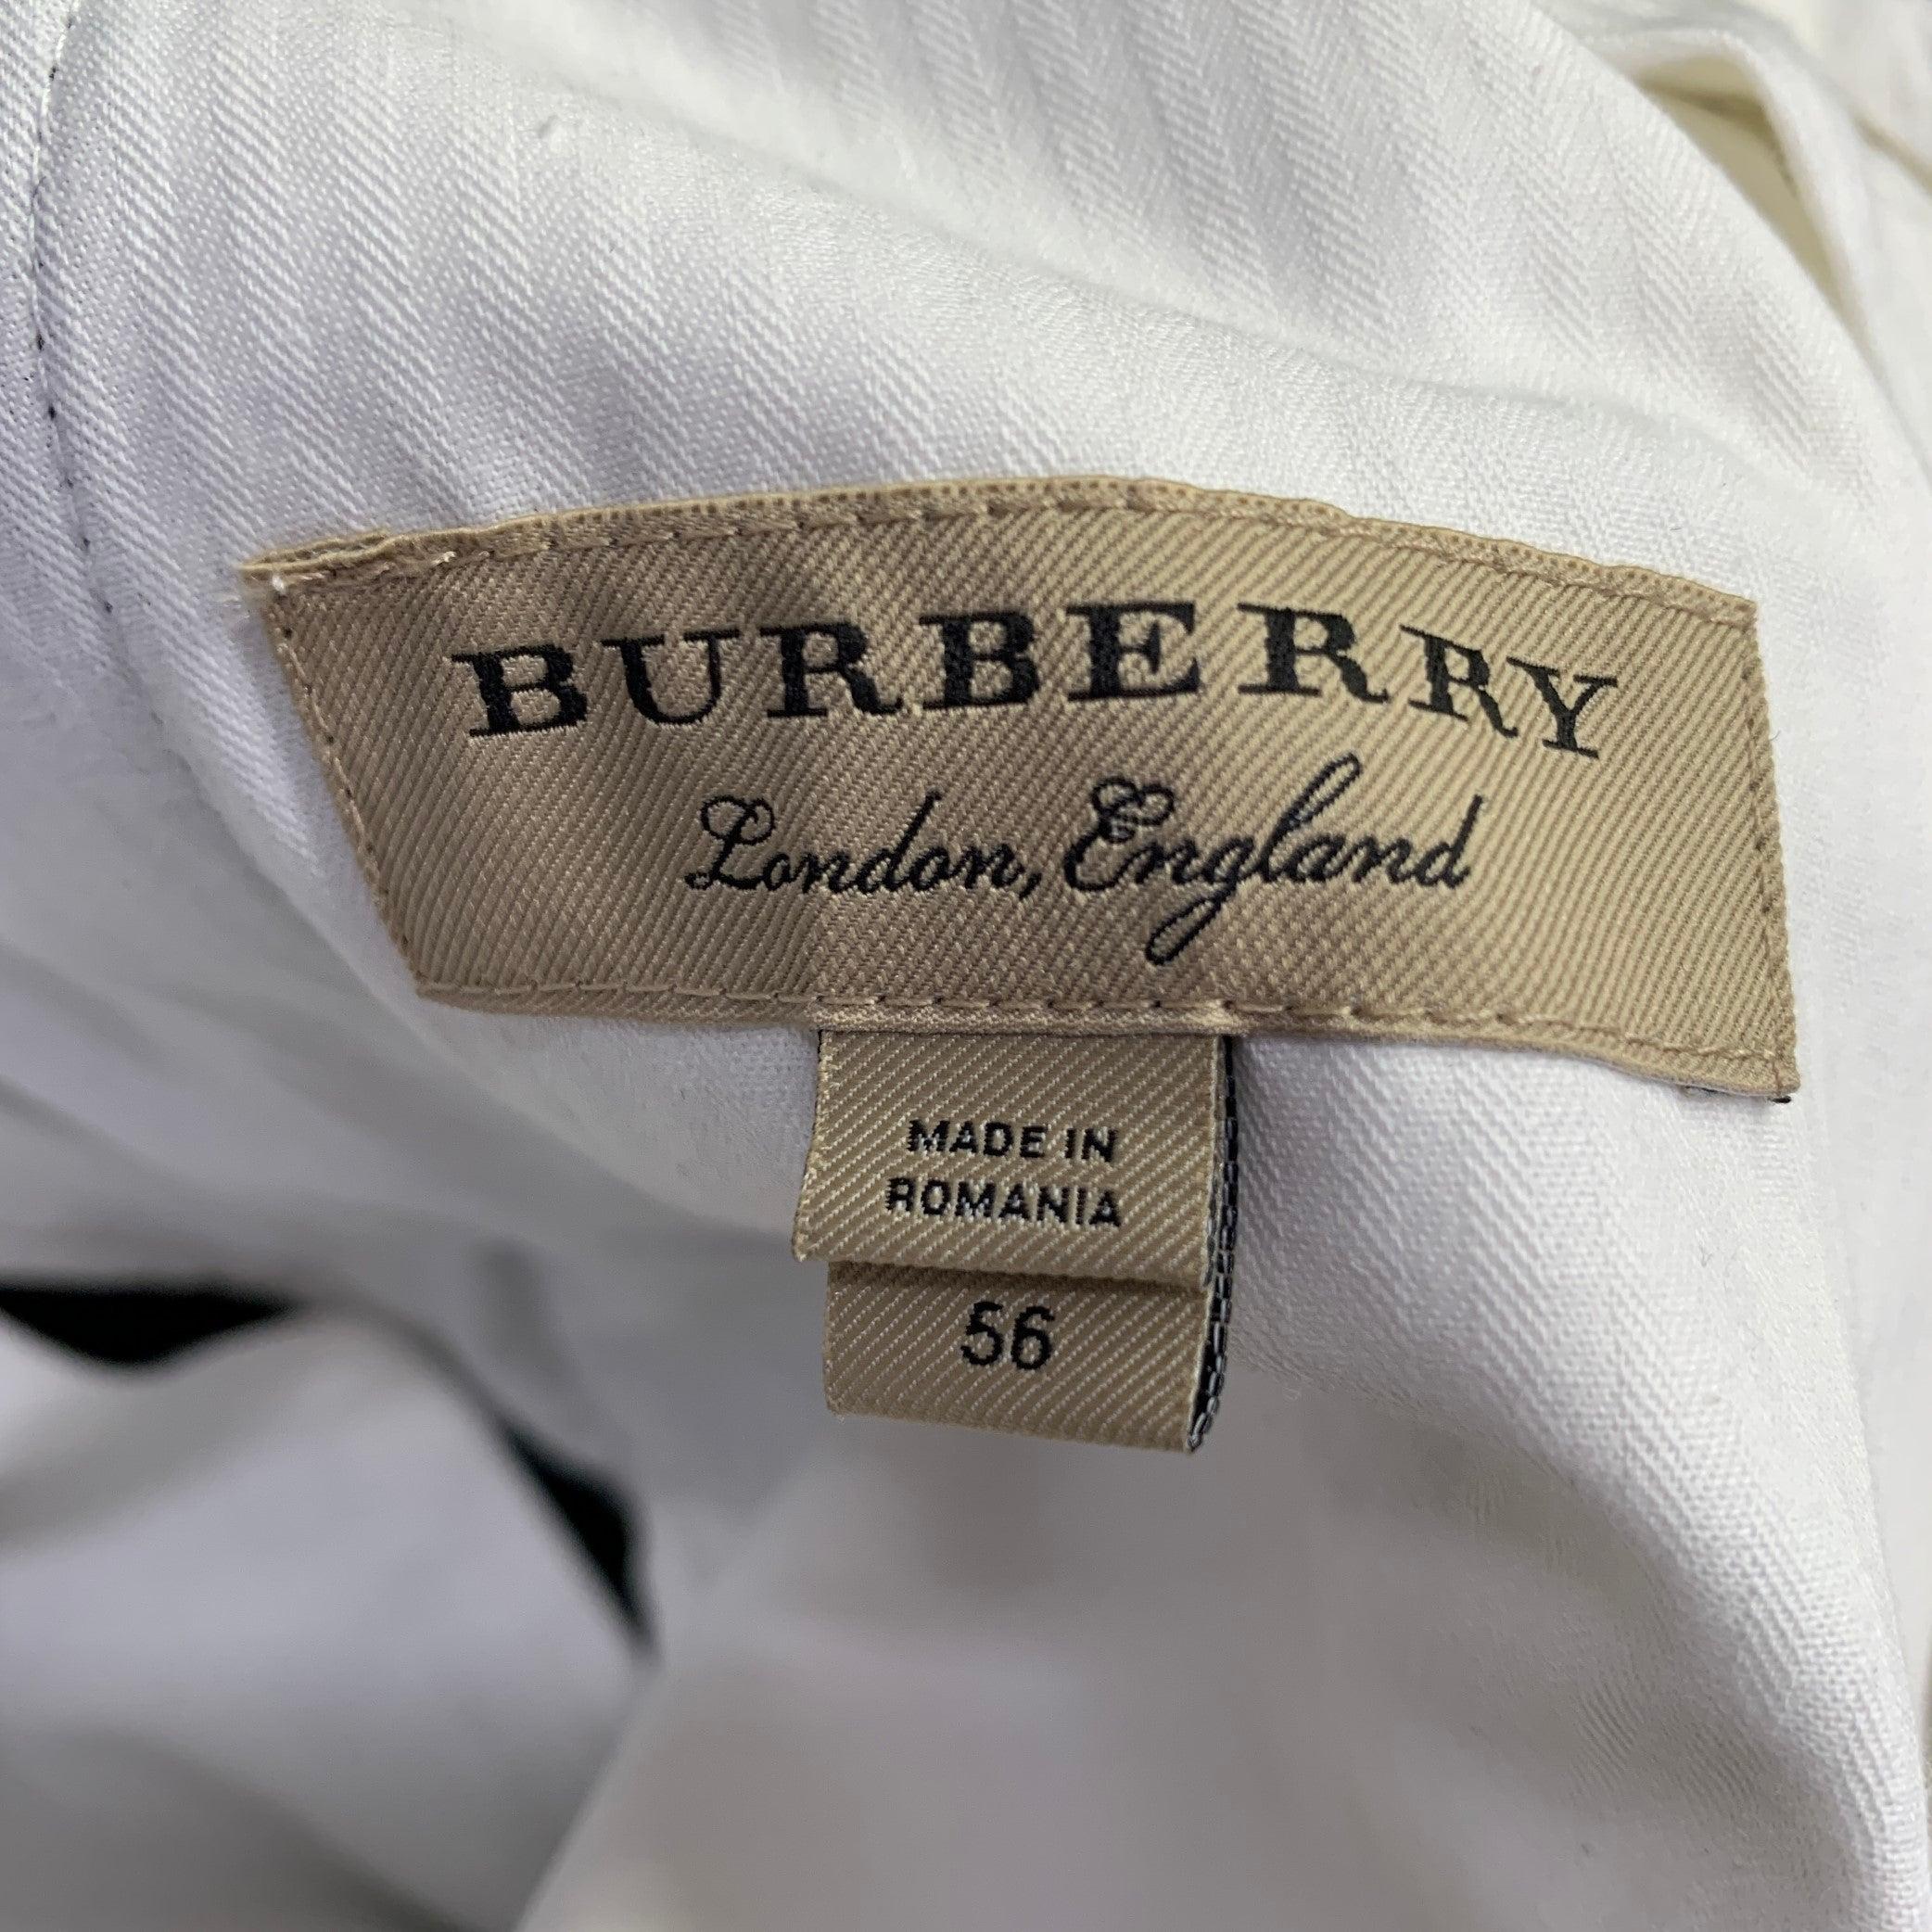 BURBERRY
London, England
MADE IN
ROMANIA
56